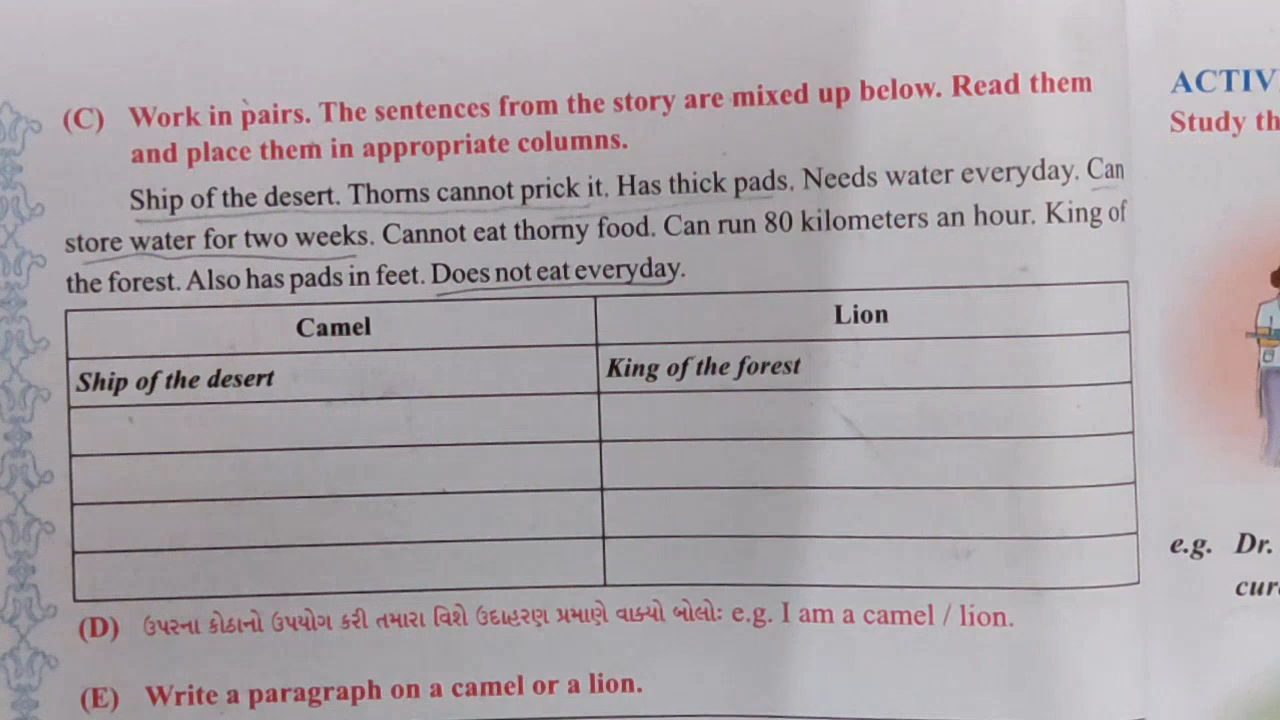 (C) Work in pairs. The sentences from the story are mixed up below. Read them
and place them in appropriate columns.
Ship of the desert. Thorns cannot prick it. Has thick pads. Needs water everyday. Can
store water for two weeks. Cannot eat thorny food. Can run 80 kilometers an hour. King of
the forest. Also has pads in feet. Does not eat everyday.
Camel
Lion
Ship of the desert
King of the forest
(D) ઉપરના કોઠાનો ઉપયોગ કરી તમારા વિશે ઉદાહરણ પ્રમાણે વાક્યો બોલોઃ e.g. I am a camel / lion.
(E) Write a paragraph on a camel or a lion.
ACTIV
Study th
e.g. Dr.
cur